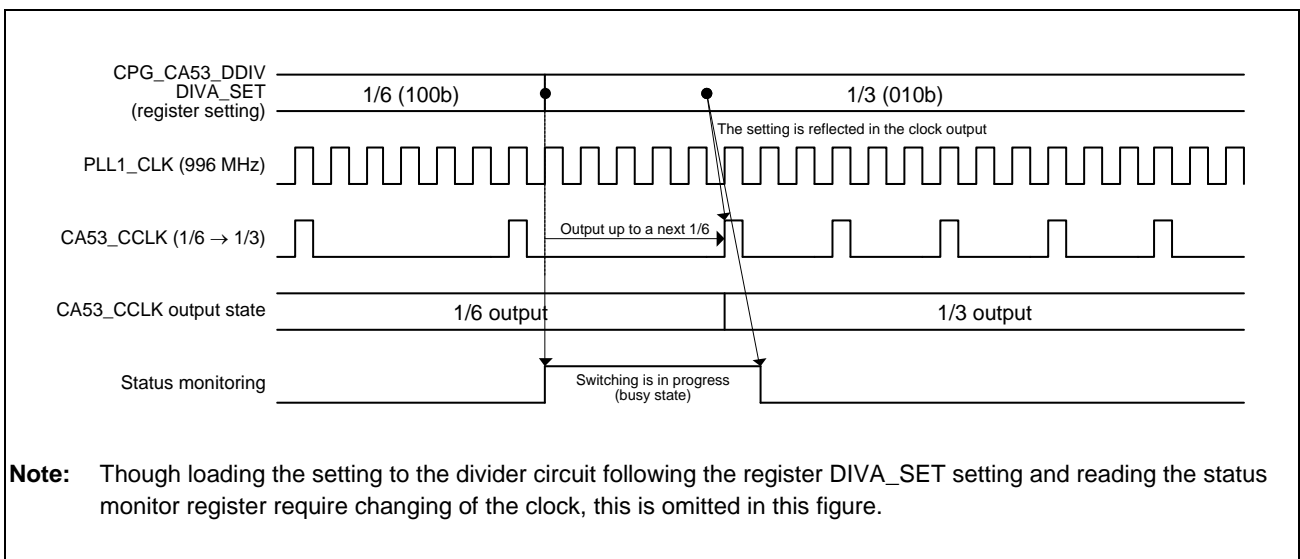 CPG_CA53_DDIV
DIVA_SET
(register setting)
1/6 (100b)
1/3 (010b)
The setting is reflected in the clock output
PLL1_CLK (996 MHz)
CA53_CCLK (1/6 → 1/3)
Output up to a next 1/6
CA53_CCLK output state
1/6 output
1/3 output
Status monitoring
Switching is in progress
(busy state)
Note: Though loading the setting to the divider circuit following the register DIVA_SET setting and reading the status
monitor register require changing of the clock, this is omitted in this figure.